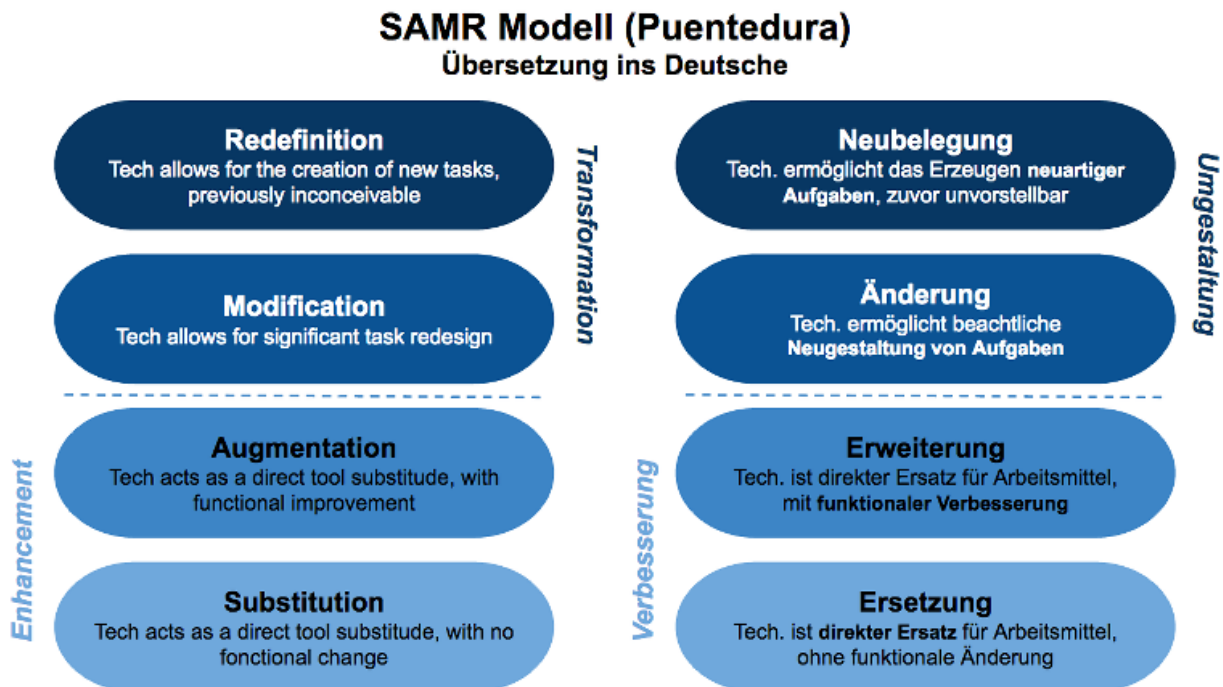 SAMR Modell (Puentedura)
Übersetzung ins Deutsche
Redefinition
Tech allows for the creation of new tasks,
previously inconceivable
Modification
Tech allows for significant task redesign
Transformation
Augmentation
Tech acts as a direct tool substitude, with
functional improvement
Substitution
Tech acts as a direct tool substitude, with no
fonctional change
Enhancement
Neubelegung
Tech. ermöglicht das Erzeugen neuartiger
Aufgaben, zuvor unvorstellbar
Änderung
Tech. ermöglicht beachtliche
Neugestaltung von Aufgaben
Umgestaltung
Erweiterung
Tech. ist direkter Ersatz für Arbeitsmittel,
mit funktionaler Verbesserung
Ersetzung
Tech. ist direkter Ersatz für Arbeitsmittel,
ohne funktionale Änderung
Verbesserung